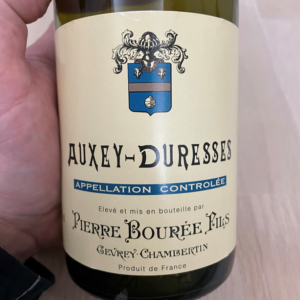 AUXEY-DURESSES
APPELLATION CONTROLÉE
Elevé et mis en bouteille par
PIERRE BOURÉE FILS
GEVREY-CHAMBERTIN
Produit de France